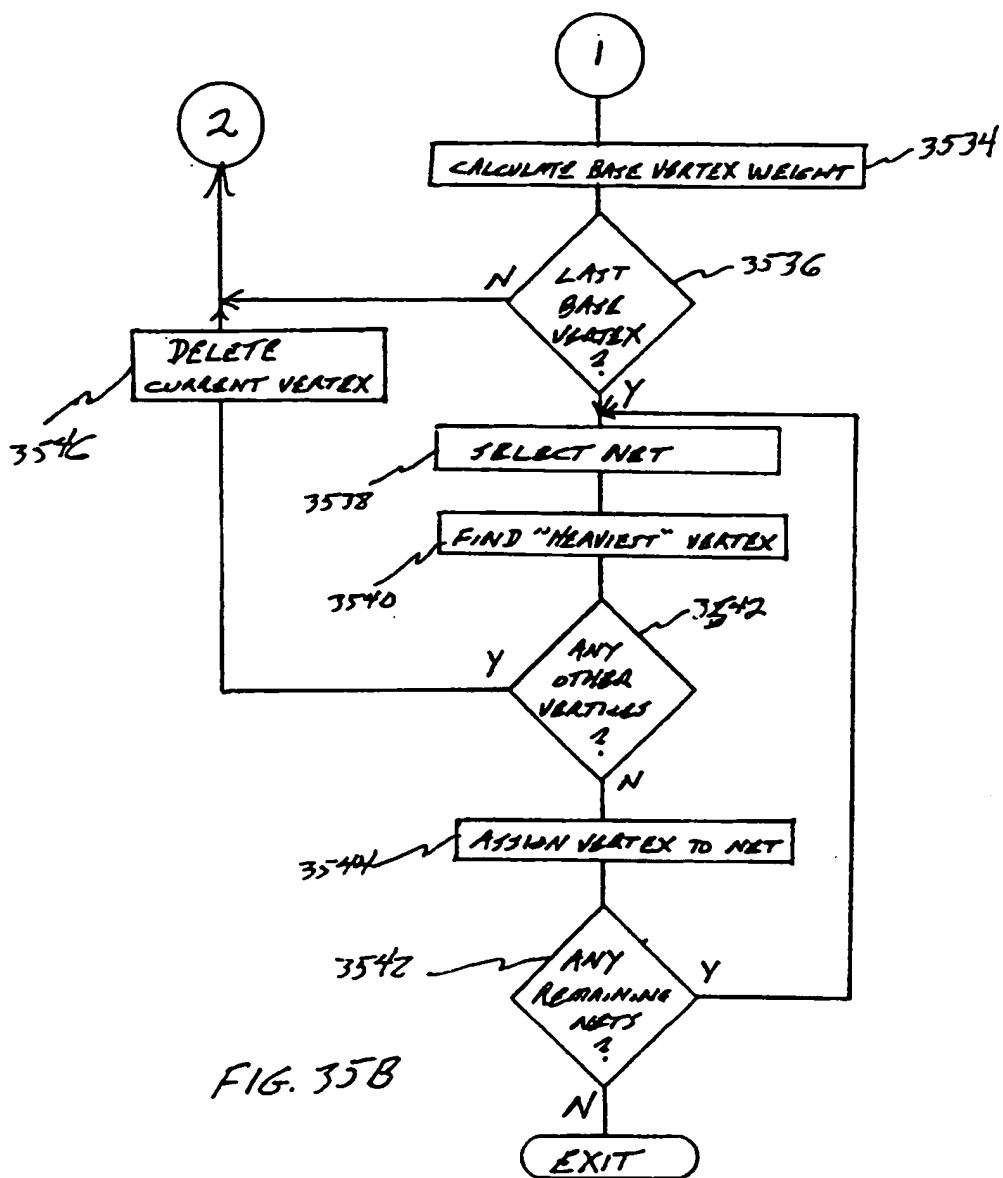 1
2
CALCULATE BASE VERTEX WEIGHT
3534
N
LAST
BASE
VERTEX
?
3536
Y
DELETE
CURRENT VERTEX
3546
SELECT NET
3538
FIND "HEAVIEST" VERTEX
3540
3542
Y
ANY
OTHER
VERTICES
?
N
ASSIGN VERTEX TO NET
3544
3542
ANY
REMAINING
NETS
?
Y
N
FIG. 35B
EXIT